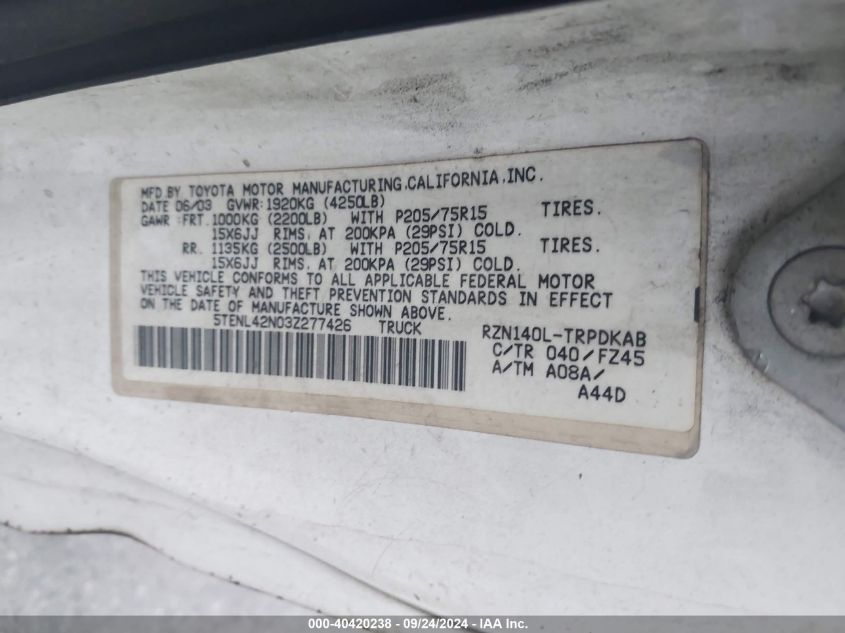 MFD.BY TOYOTA MOTOR MANUFACTURING,CALIFORNIA,INC.
DATE 06/03 GVWR:1920KG (4250LB)
GAWR :FRT. 1000KG (2200LB) WITH P205/75R15 TIRES.
15X6JJ RIMS, AT 200KPA (29PSI) COLD.
RR. 1135KG (2500LB) WITH P205/75R15 TIRES.
15X6JJ RIMS, AT 200KPA (29PSI) COLD.
THIS VEHICLE CONFORMS TO ALL APPLICABLE FEDERAL MOTOR
VEHICLE SAFETY AND THEFT PREVENTION STANDARDS IN EFFECT
ON THE DATE OF MANUFACTURE SHOWN ABOVE.
5TENL42N03Z277426 TRUCK
RZN140L-TRPDKAB
C/TR 040/FZ45
A/TM A08A/
A44D
000-40420238 - 09/24/2024 - IAA Inc.